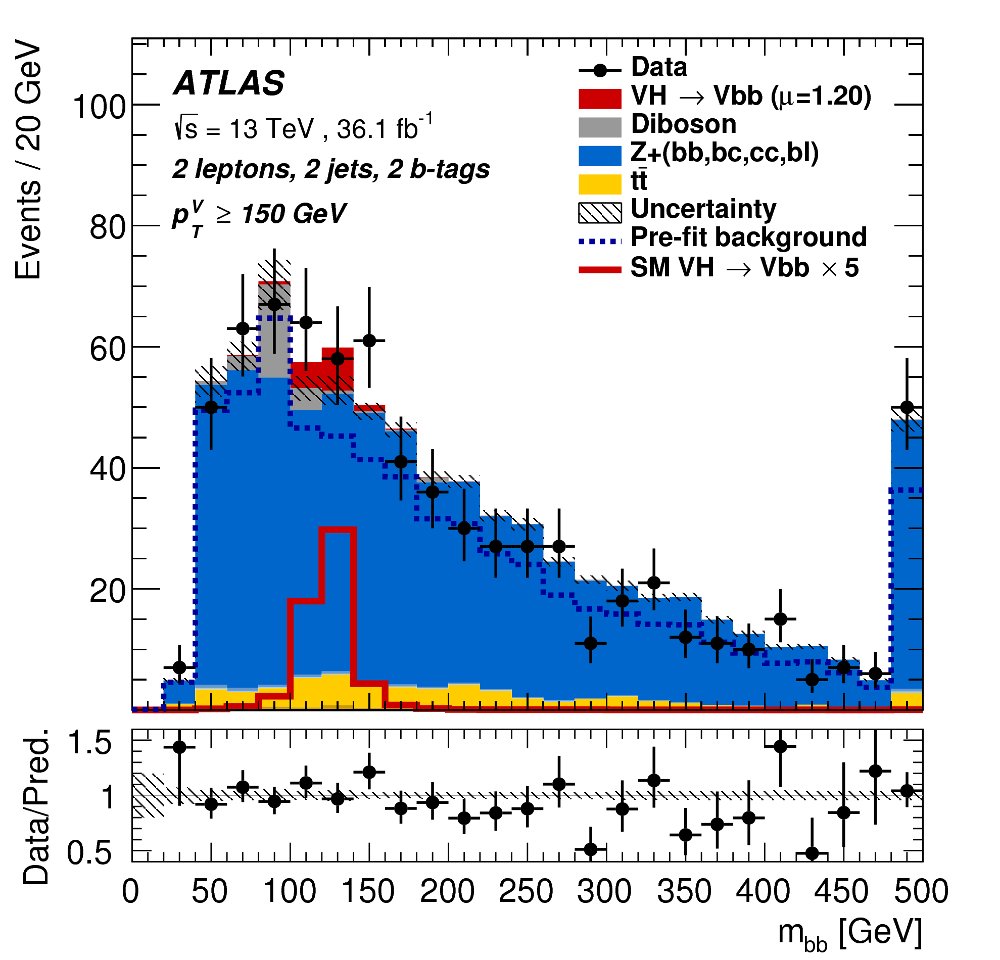 Events / 20 GeV
100
80
60
40
20
ATLAS
√s = 13 TeV , 36.1 fb⁻¹
2 leptons, 2 jets, 2 b-tags
p_T^V ≥ 150 GeV
Data
VH → Vbb (μ=1.20)
Diboson
Z+(bb,bc,cc,bl)
tt̄
Uncertainty
Pre-fit background
SM VH → Vbb × 5
Data/Pred.
1.5
1
0.5
0 50 100 150 200 250 300 350 400 450 500
m_bb [GeV]